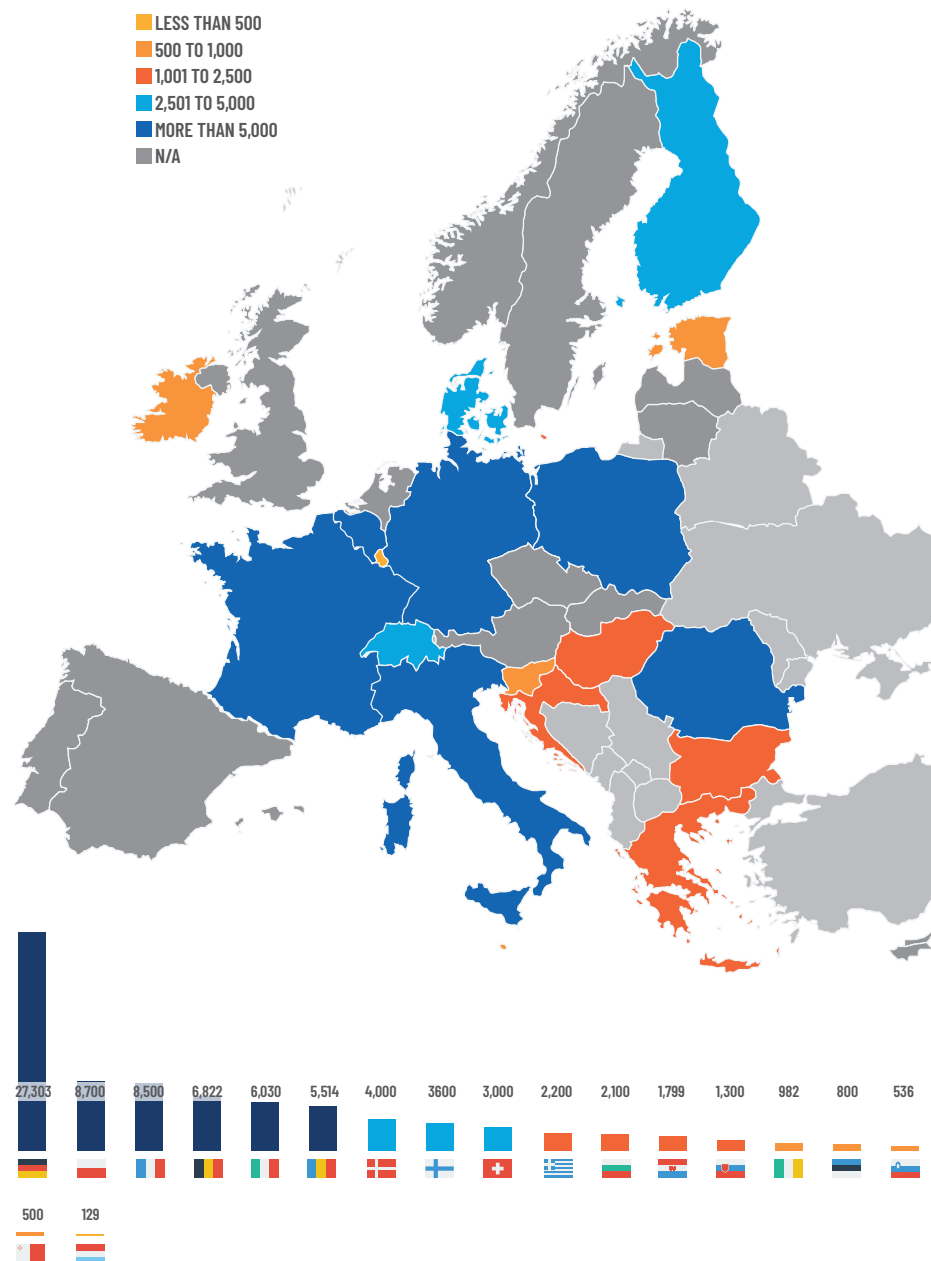 LESS THAN 500
500 TO 1,000
1,001 TO 2,500
2,501 TO 5,000
MORE THAN 5,000
N/A
27,303 8,700 8,500 6,822 6,030 5,514 4,000 3600 3,000 2,200 2,100 1,799 1,300 982 800 536
500 129